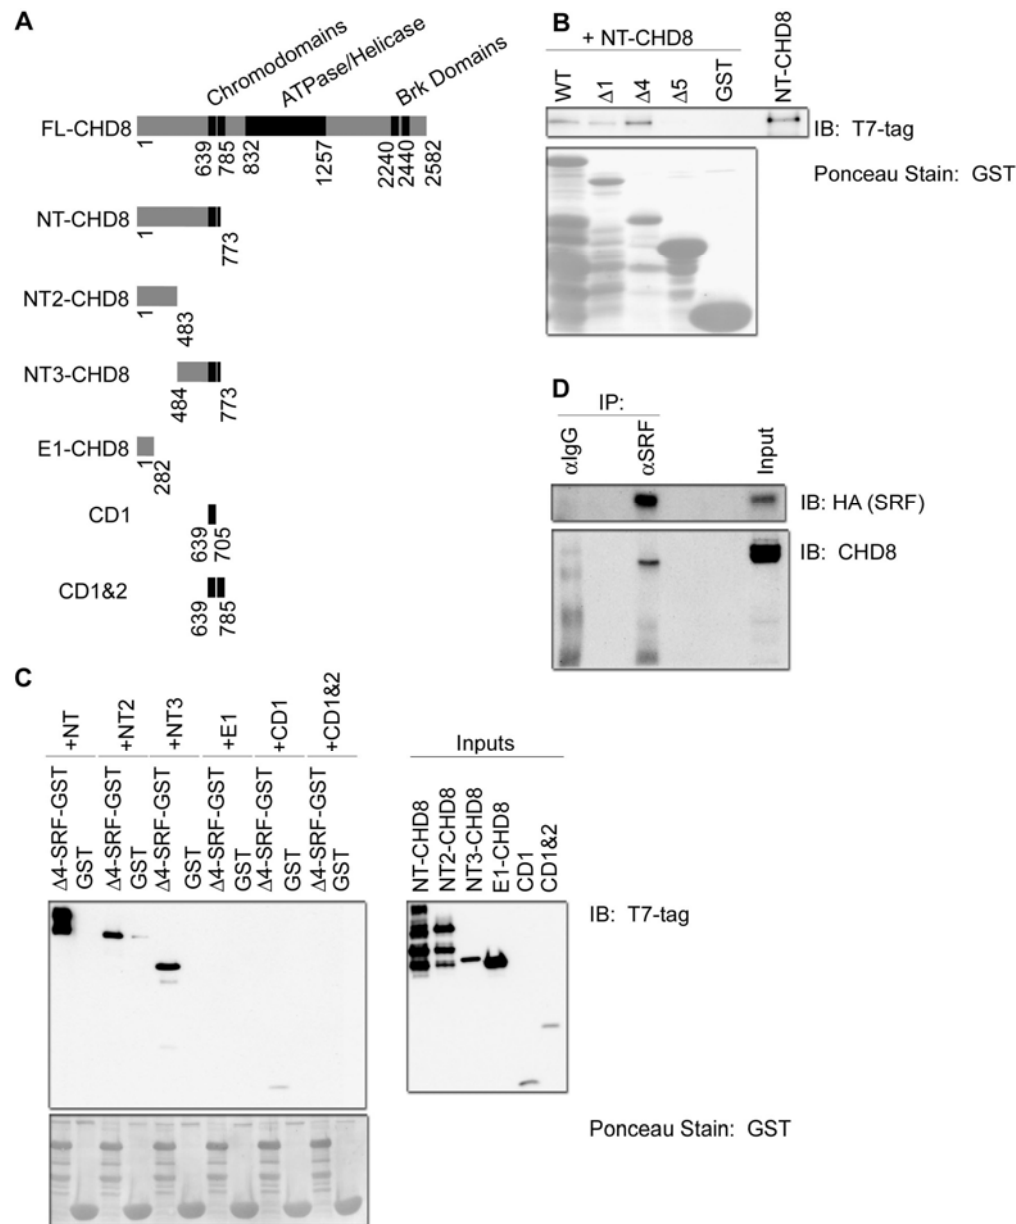 A
Chromodomains
ATPase/Helicase
Brk Domains
FL-CHD8
1
639
785
832
1257
2240
2440
2582
NT-CHD8
1
773
NT2-CHD8
1
483
NT3-CHD8
484
773
E1-CHD8
1
282
CD1
639
705
CD1&2
639
785
B
+ NT-CHD8
WT
Δ1
Δ4
Δ5
GST
NT-CHD8
IB: T7-tag
Ponceau Stain: GST
D
IP:
αIgG
αSRF
Input
IB: HA (SRF)
IB: CHD8
C
+NT
+NT2
+NT3
+E1
+CD1
+CD1&2
Δ4-SRF-GST
GST
Δ4-SRF-GST
GST
Δ4-SRF-GST
GST
Δ4-SRF-GST
GST
Δ4-SRF-GST
GST
Δ4-SRF-GST
GST
Inputs
NT-CHD8
NT2-CHD8
NT3-CHD8
E1-CHD8
CD1
CD1&2
IB: T7-tag
Ponceau Stain: GST